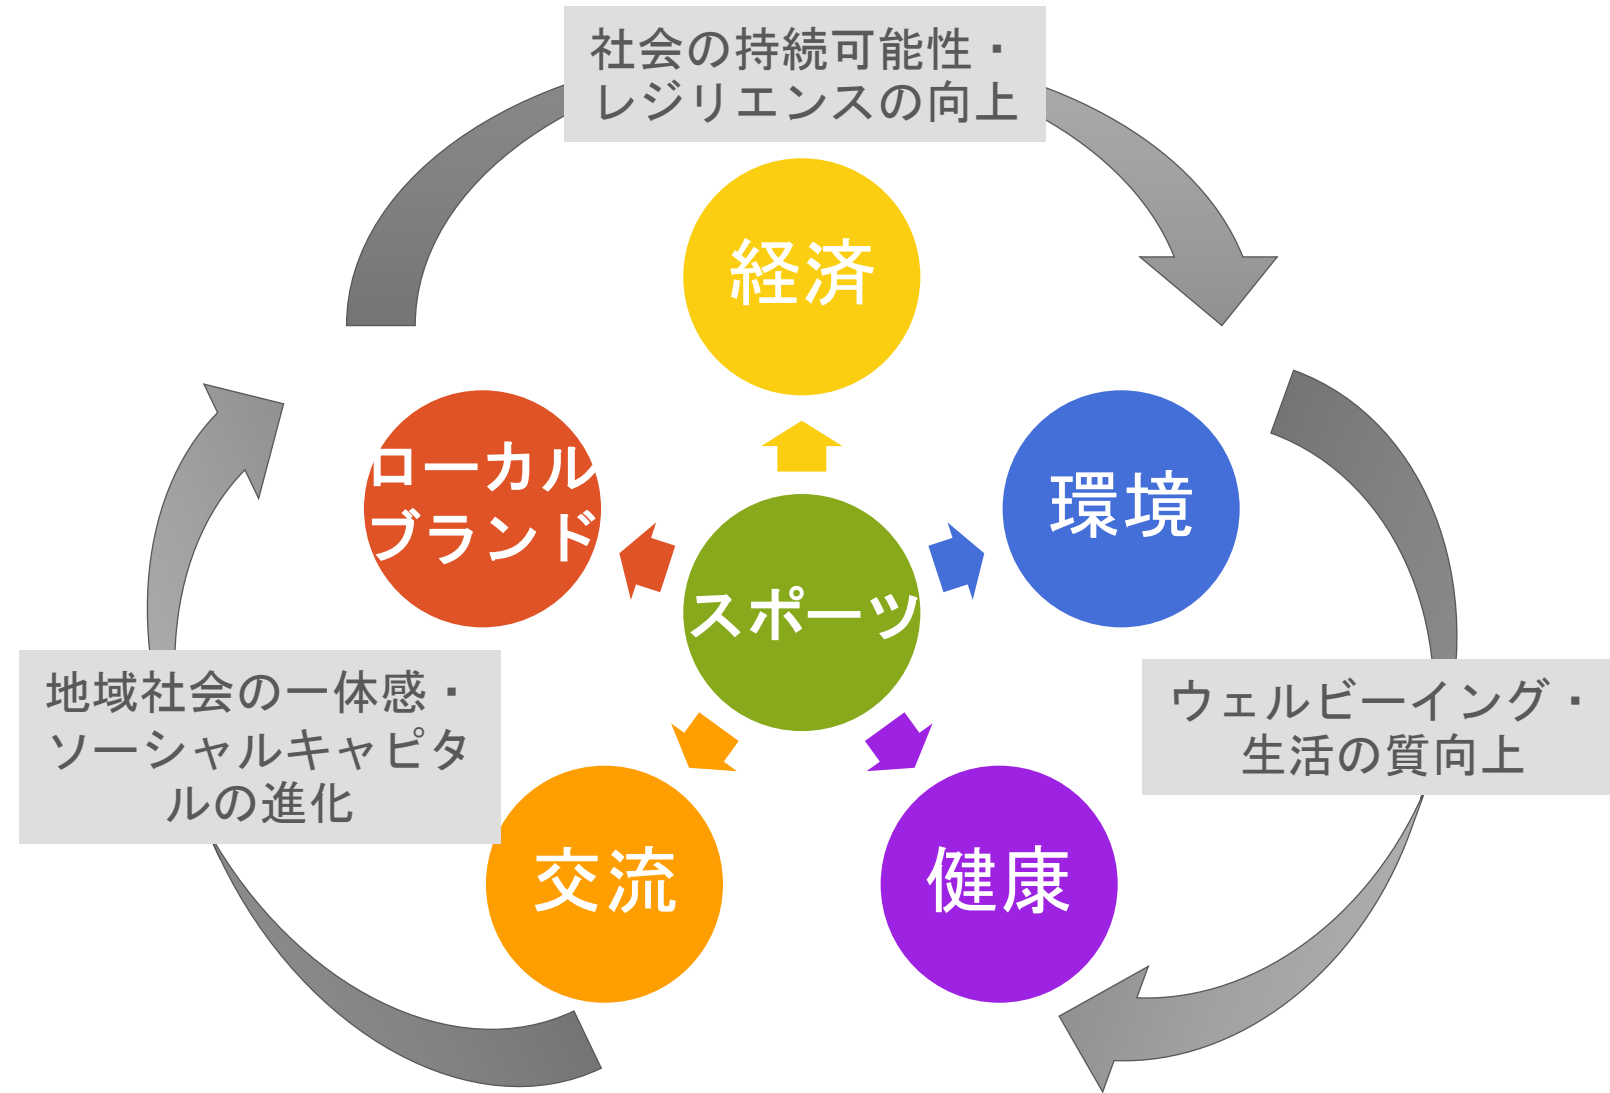 社会の持続可能性・
レジリエンスの向上
経済
ローカル
ブランド
環境
スポーツ
地域社会の一体感・
ソーシャルキャピタ
ルの進化
ウェルビーイング・
生活の質向上
交流
健康